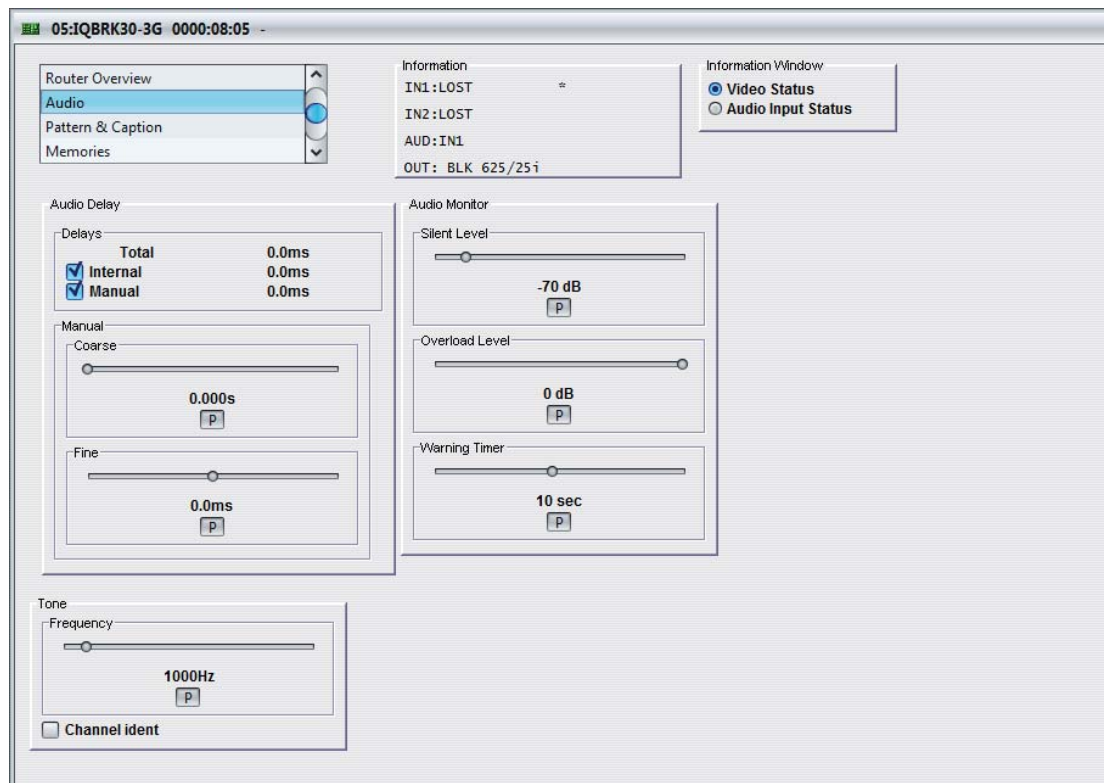 05:IQBRK30-3G 0000:08:05 -
Router Overview
Audio
Pattern & Caption
Memories
Information
IN1:LOST *
IN2:LOST
AUD:IN1
OUT: BLK 625/25i
Information Window
Video Status
Audio Input Status
Audio Delay
Delays
Total 0.0ms
Internal 0.0ms
Manual 0.0ms
Manual
Coarse
0.000s
P
Fine
0.0ms
P
Audio Monitor
Silent Level
-70 dB
P
Overload Level
0 dB
P
Warning Timer
10 sec
P
Tone
Frequency
1000Hz
P
Channel ident